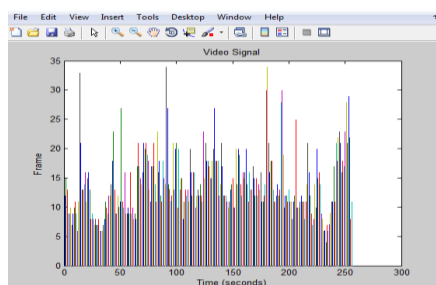 File Edit View Insert Tools Desktop Window Help
Video Signal
35
30
25
20
15
10
5
0
Frame
0 50 100 150 200 250 300
Time (seconds)